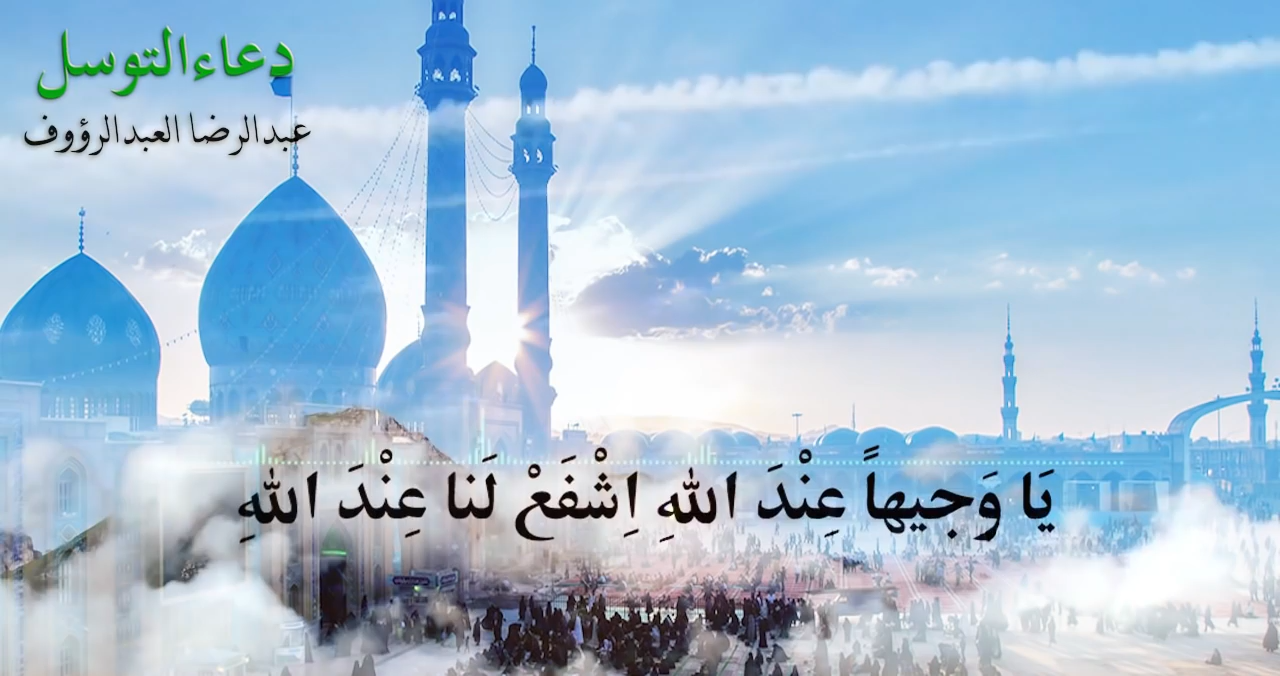 دعاءالتوسل
عبدالرضا العبدالرؤوف
يَا وَجيهاً عِنْدَ اللهِ اِشْفَعْ لَنا عِنْدَ اللهِ